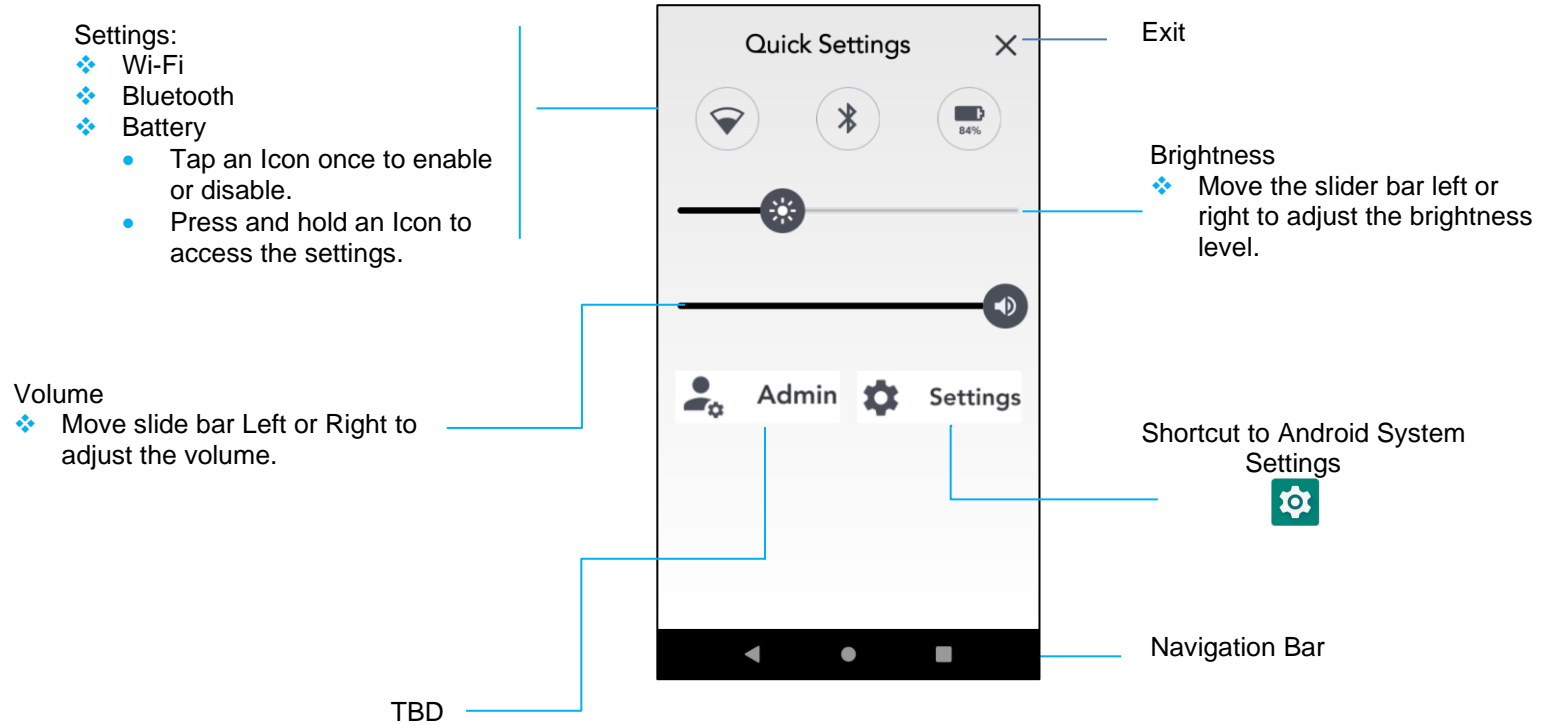 Settings:
❖ Wi-Fi
❖ Bluetooth
❖ Battery
• Tap an Icon once to enable
or disable.
• Press and hold an Icon to
access the settings.
Volume
❖ Move slide bar Left or Right to
adjust the volume.
Quick Settings
84%
Admin
Settings
TBD
Exit
Brightness
❖ Move the slider bar left or
right to adjust the brightness
level.
Shortcut to Android System
Settings
Navigation Bar